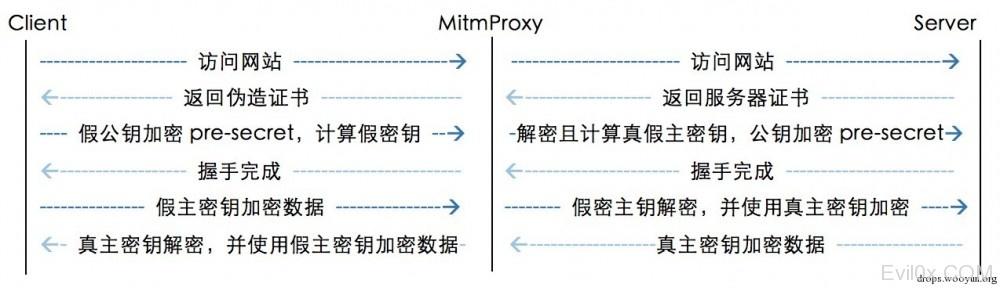 Client MitmProxy Server
访问网站 访问网站
返回伪造证书 返回服务器证书
假公钥加密 pre-secret，计算假密钥 解密且计算真假主密钥，公钥加密 pre-secret
握手完成 握手完成
假主密钥加密数据 假密主钥解密，并使用真主密钥加密
真主密钥解密，并使用假主密钥加密数据 真主密钥加密数据
Evil0x.COM
drops.wooyun.org